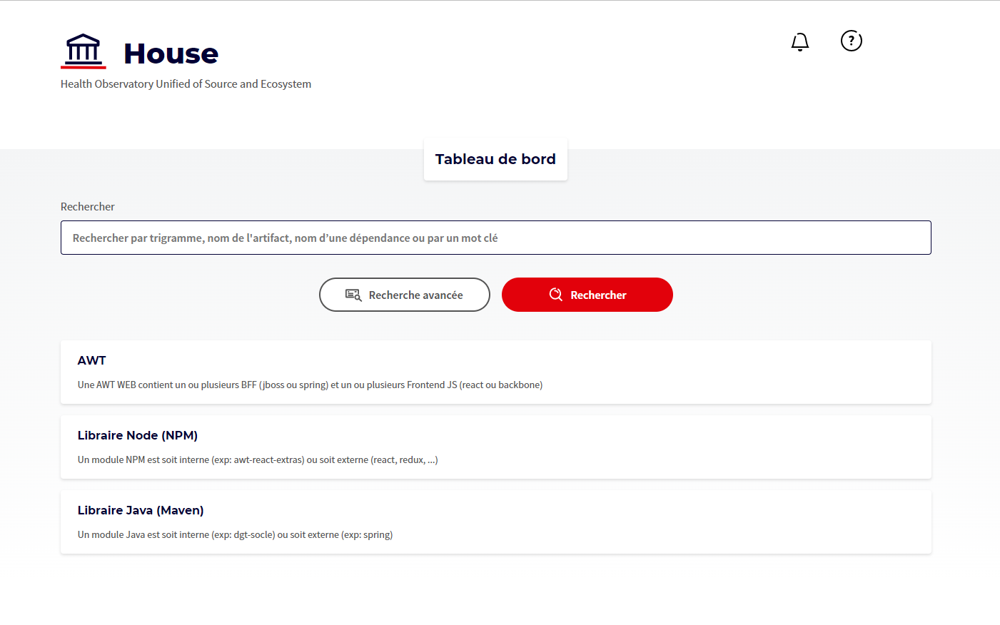 House
Health Observatory Unified of Source and Ecosystem
?
Tableau de bord
Rechercher
Rechercher par trigramme, nom de l'artifact, nom d’une dépendance ou par un mot clé
Recherche avancée
Rechercher
AWT
Une AWT WEB contient un ou plusieurs BFF (jboss ou spring) et un ou plusieurs Frontend JS (react ou backbone)
Libraire Node (NPM)
Un module NPM est soit interne (exp: awt-react-extras) ou soit externe (react, redux, ...)
Libraire Java (Maven)
Un module Java est soit interne (exp: dgt-socle) ou soit externe (exp: spring)